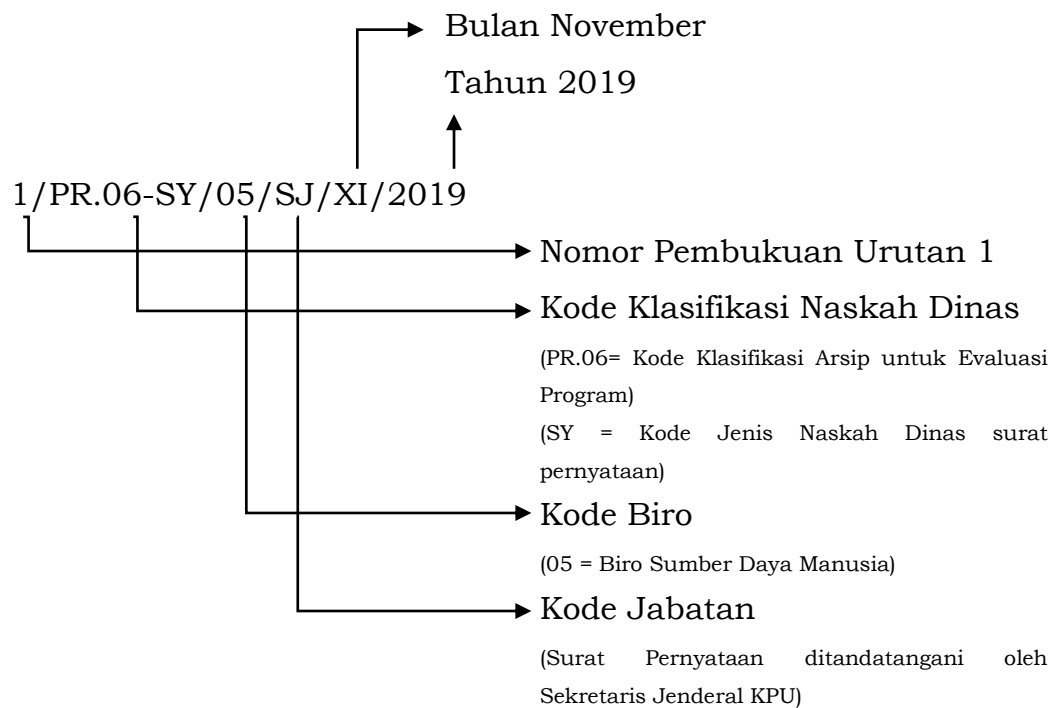 Bulan November
Tahun 2019
1/PR.06-SY/05/SJ/XI/2019
Nomor Pembukuan Urutan 1
Kode Klasifikasi Naskah Dinas
(PR.06= Kode Klasifikasi Arsip untuk Evaluasi
Program)
(SY = Kode Jenis Naskah Dinas surat
pernyataan)
Kode Biro
(05 = Biro Sumber Daya Manusia)
Kode Jabatan
(Surat Pernyataan ditandatangani oleh
Sekretaris Jenderal KPU)